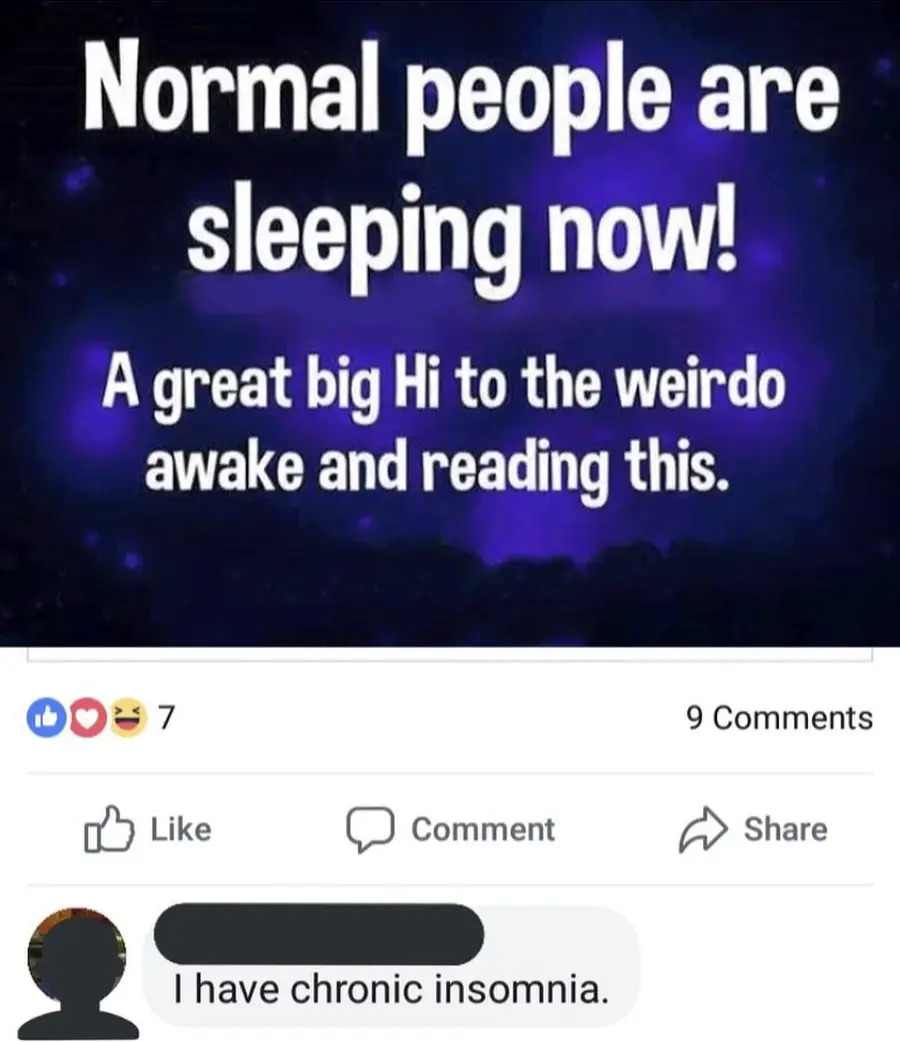 Normal people are
sleeping now!
A great big Hi to the weirdo
awake and reading this.
7
9 Comments
Like
Comment
Share
I have chronic insomnia.